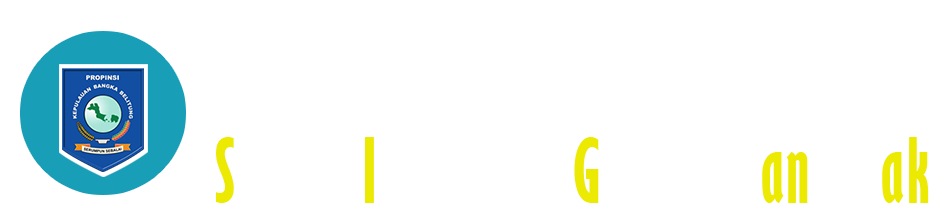 PROPINSI
KEPULAUAN BANGKA BELITUNG
SERUMPUN SEBALAI
S I G an ak